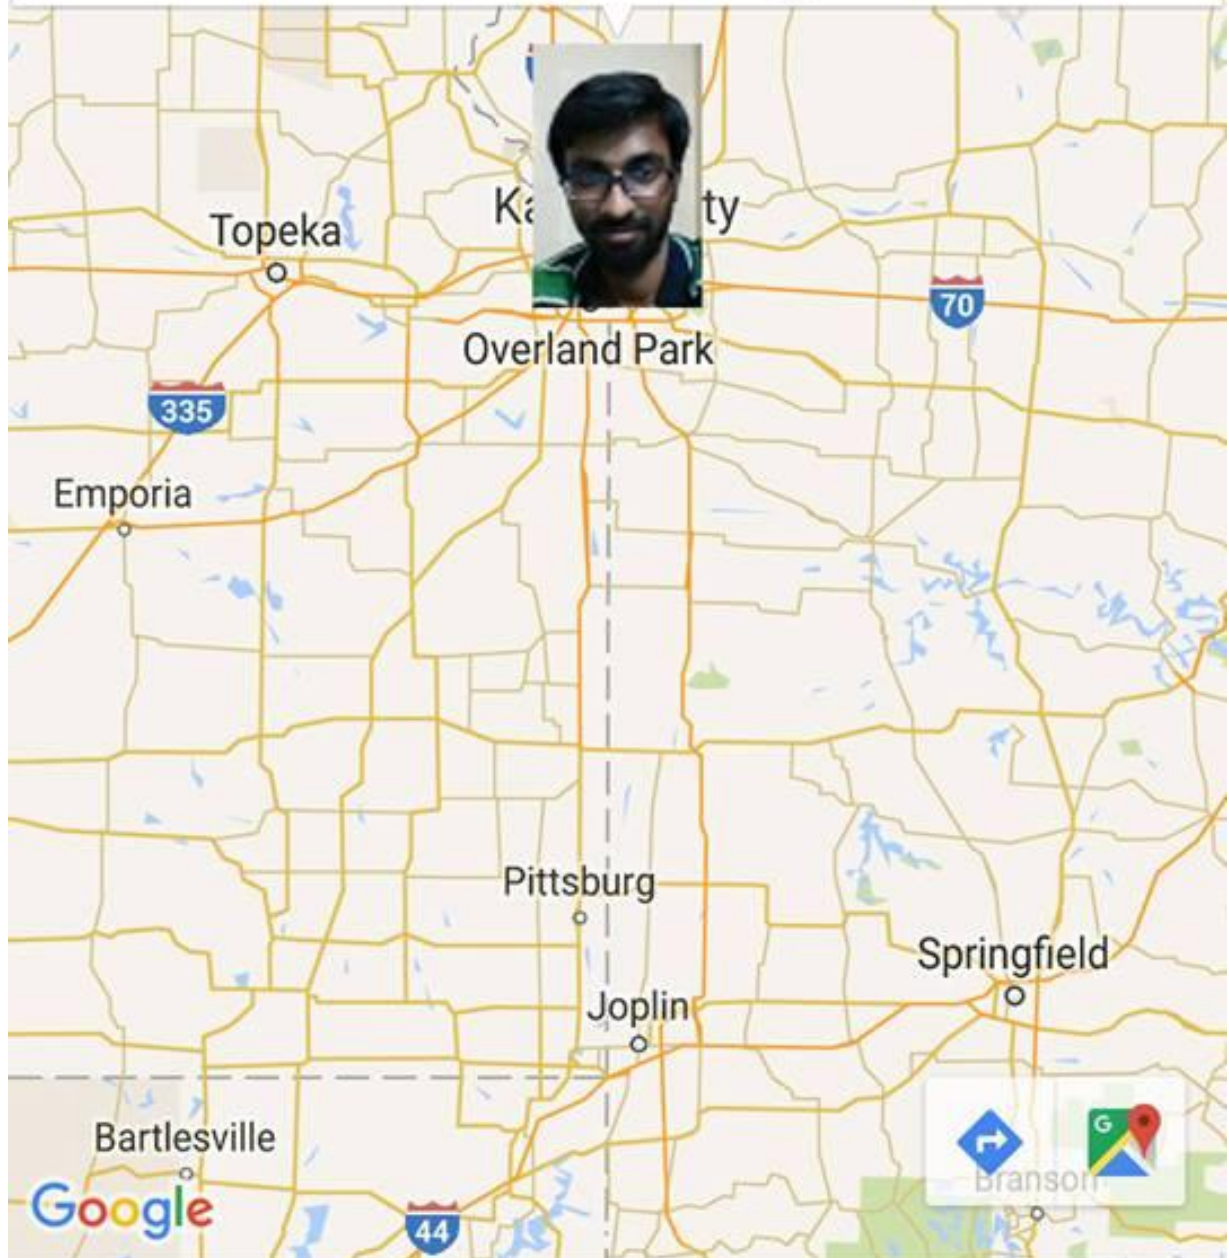 Ka ty
Topeka
70
Overland Park
335
Emporia
Pittsburg
Springfield
Joplin
Bartlesville
G
Branson
Google
44